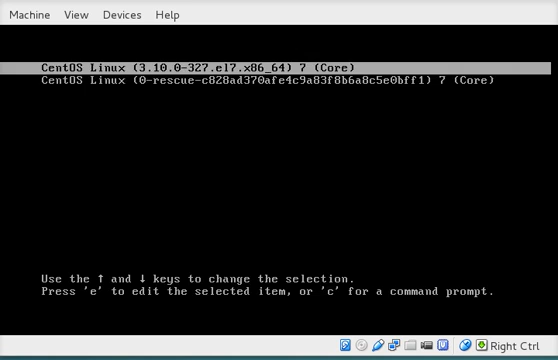 Machine View Devices Help
CentOS Linux (3.10.0-327.el7.x86_64) 7 (Core)
CentOS Linux (0-rescue-c828ad370afe4c9a83f8b6a8c5e0bff1) 7 (Core)
Use the ↑ and ↓ keys to change the selection.
Press 'e' to edit the selected item, or 'c' for a command prompt.
Right Ctrl